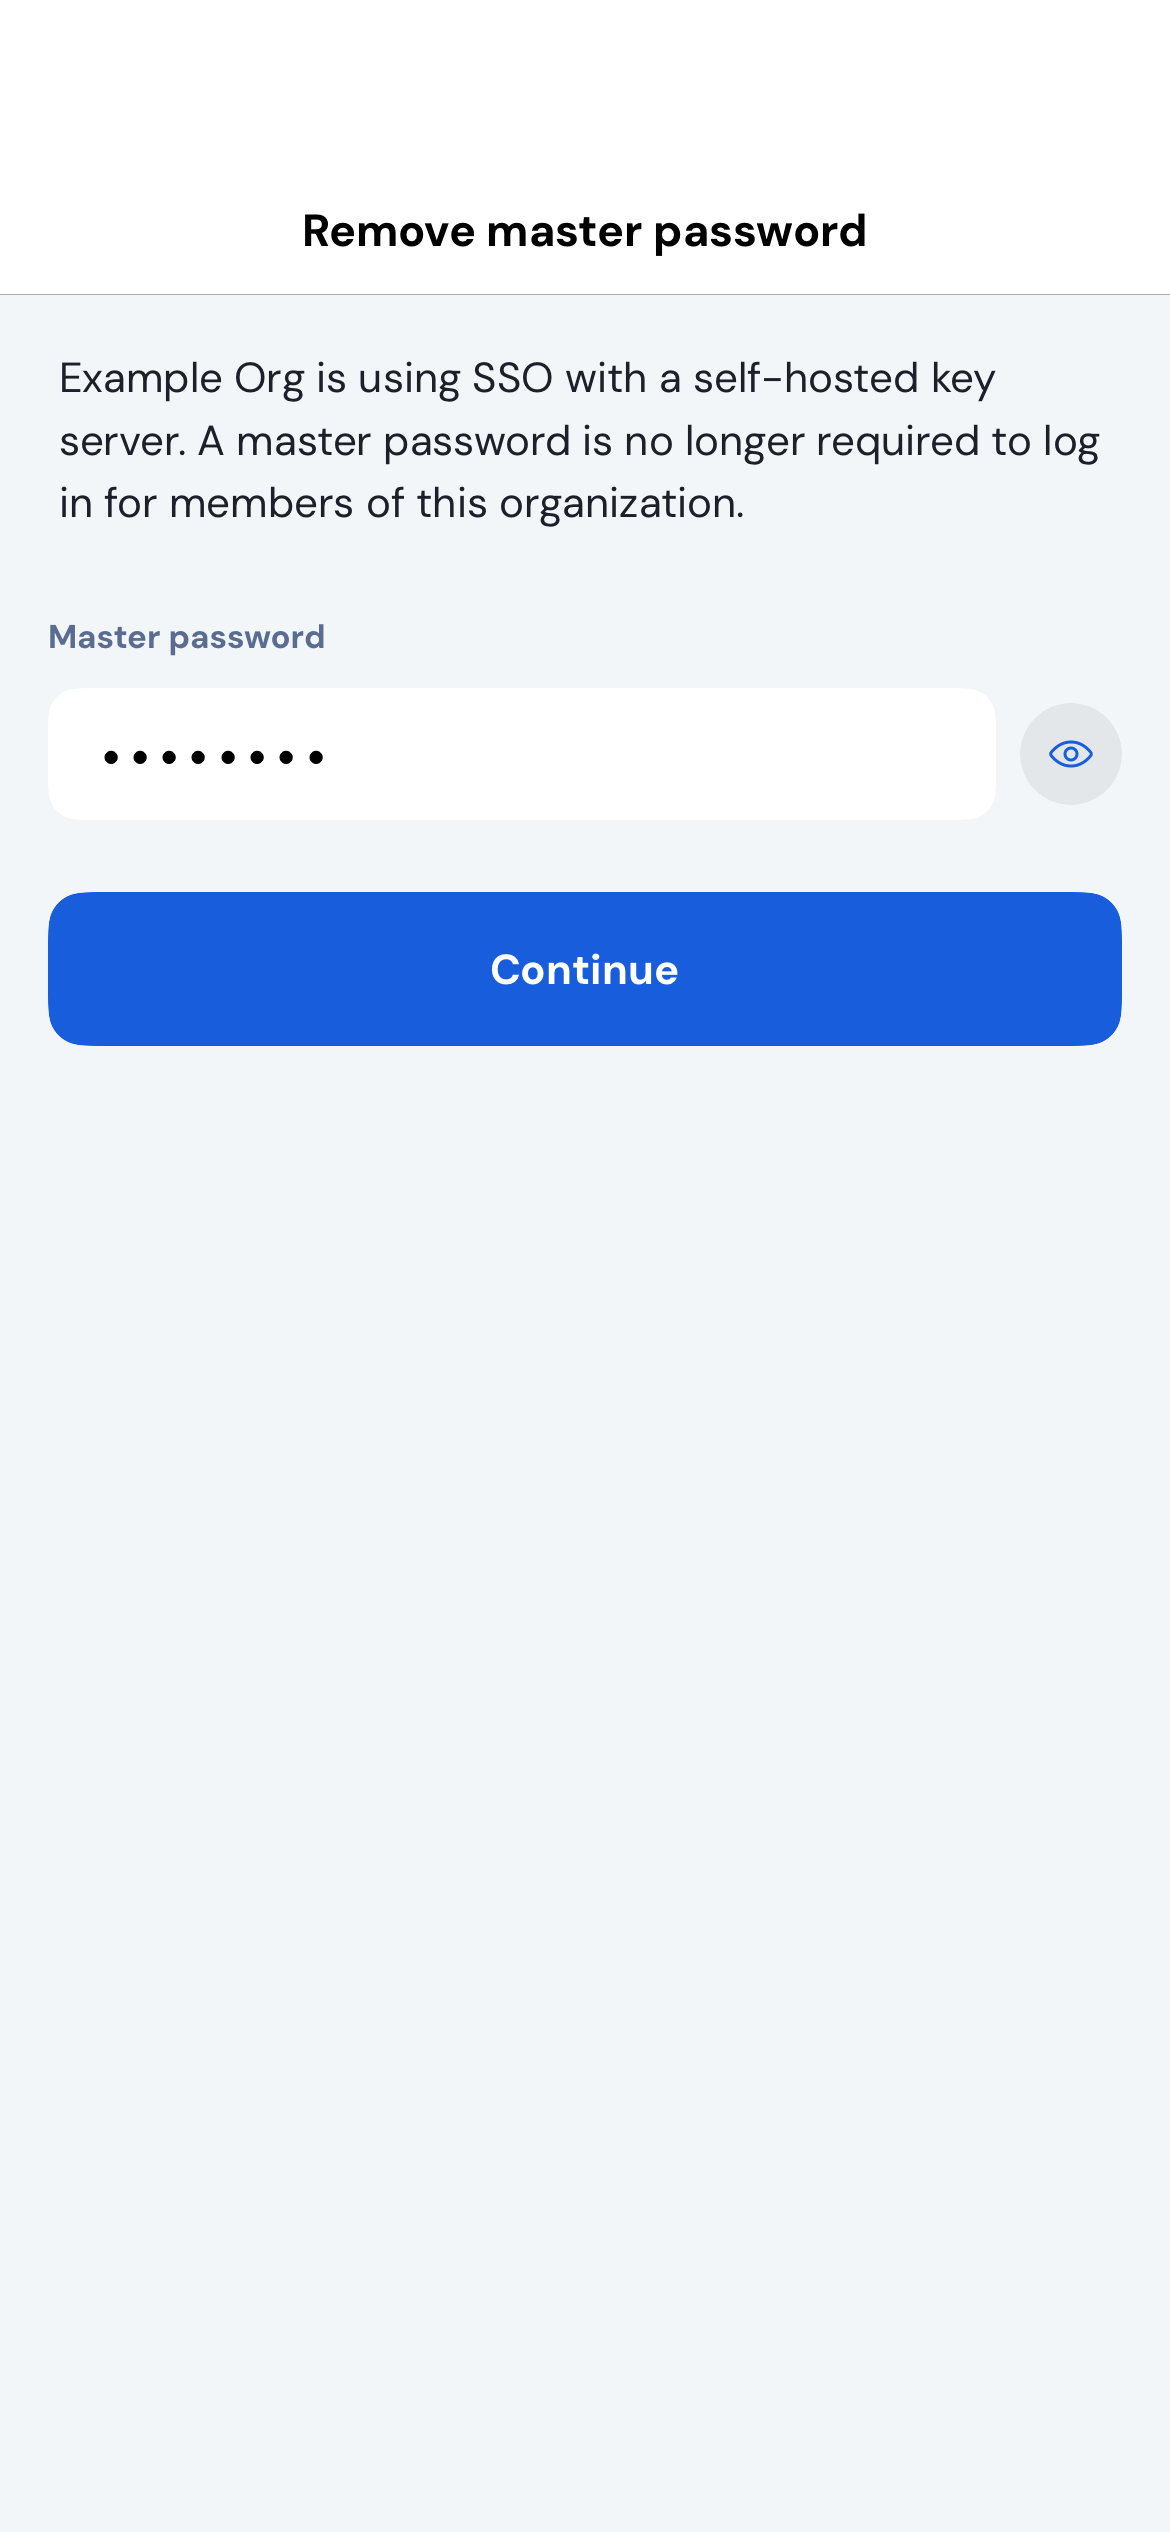 Remove master password
Example Org is using SSO with a self-hosted key
server. A master password is no longer required to log
in for members of this organization.
Master password
••••••••
Continue